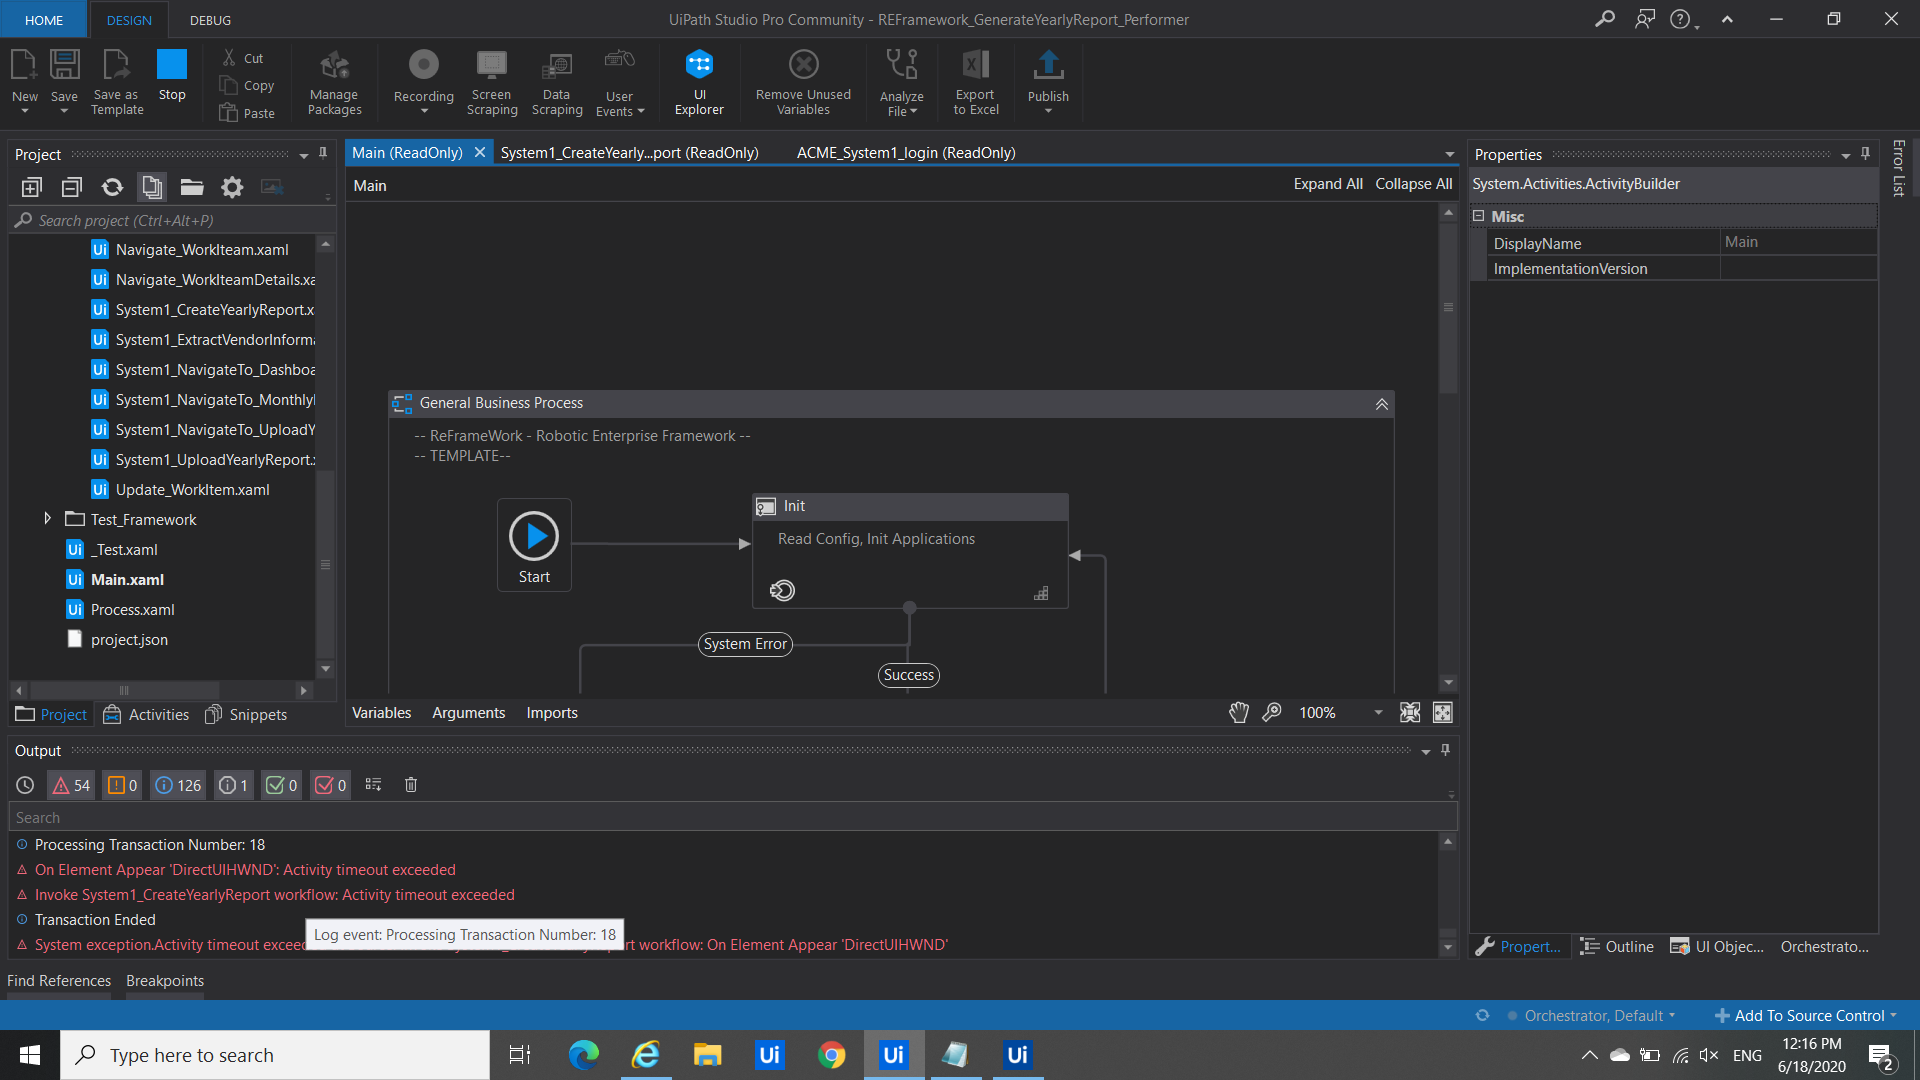 HOME
DESIGN
DEBUG
UiPath Studio Pro Community - REFramework_GenerateYearlyReport_Performer
New
Save
Save as Template
Stop
Cut
Copy
Paste
Manage Packages
Recording
Screen Scraping
Data Scraping
User Events
UI Explorer
Remove Unused Variables
Analyze File
Export to Excel
Publish
Project
Search project (Ctrl+Alt+P)
Navigate_WorkIteam.xaml
Navigate_WorkIteamDetails.xa
System1_CreateYearlyReport.x
System1_ExtractVendorInforma
System1_NavigateTo_Dashboa
System1_NavigateTo_Monthly
System1_NavigateTo_UploadY
System1_UploadYearlyReport.
Update_WorkItem.xaml
Test_Framework
_Test.xaml
Main.xaml
Process.xaml
project.json
Project
Activities
Snippets
Main (ReadOnly)
System1_CreateYearly...port (ReadOnly)
ACME_System1_login (ReadOnly)
Main
Expand All
Collapse All
General Business Process
-- ReFrameWork - Robotic Enterprise Framework --
-- TEMPLATE--
Start
Init
Read Config, Init Applications
System Error
Success
Variables
Arguments
Imports
100%
Properties
System.Activities.ActivityBuilder
Misc
DisplayName
Main
ImplementationVersion
Error List
Propert...
Outline
UI Objec...
Orchestrato...
Output
54
0
126
1
0
0
Search
Processing Transaction Number: 18
On Element Appear 'DirectUIHWND': Activity timeout exceeded
Invoke System1_CreateYearlyReport workflow: Activity timeout exceeded
Transaction Ended
Log event: Processing Transaction Number: 18
System exception.Activity timeout excee
rt workflow: On Element Appear 'DirectUIHWND'
Find References
Breakpoints
Orchestrator, Default
Add To Source Control
Type here to search
ENG
12:16 PM
6/18/2020
2